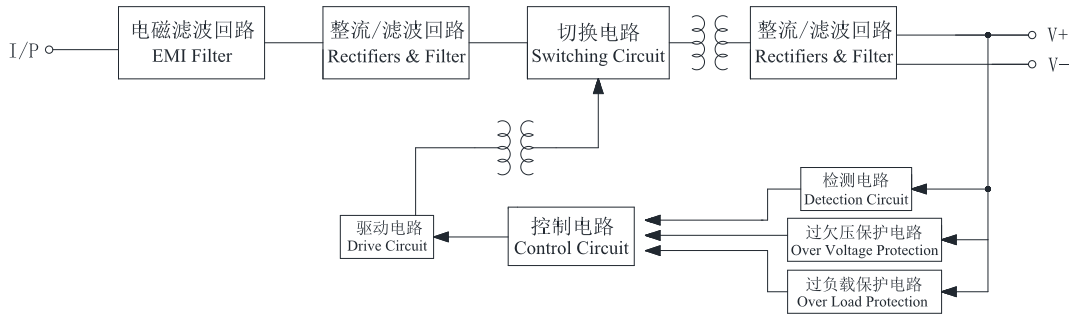 I/P
电磁滤波回路
EMI Filter
整流/滤波回路
Rectifiers & Filter
切换电路
Switching Circuit
整流/滤波回路
Rectifiers & Filter
V+
V—
检测电路
Detection Circuit
驱动电路
Drive Circuit
控制电路
Control Circuit
过欠压保护电路
Over Voltage Protection
过负载保护电路
Over Load Protection